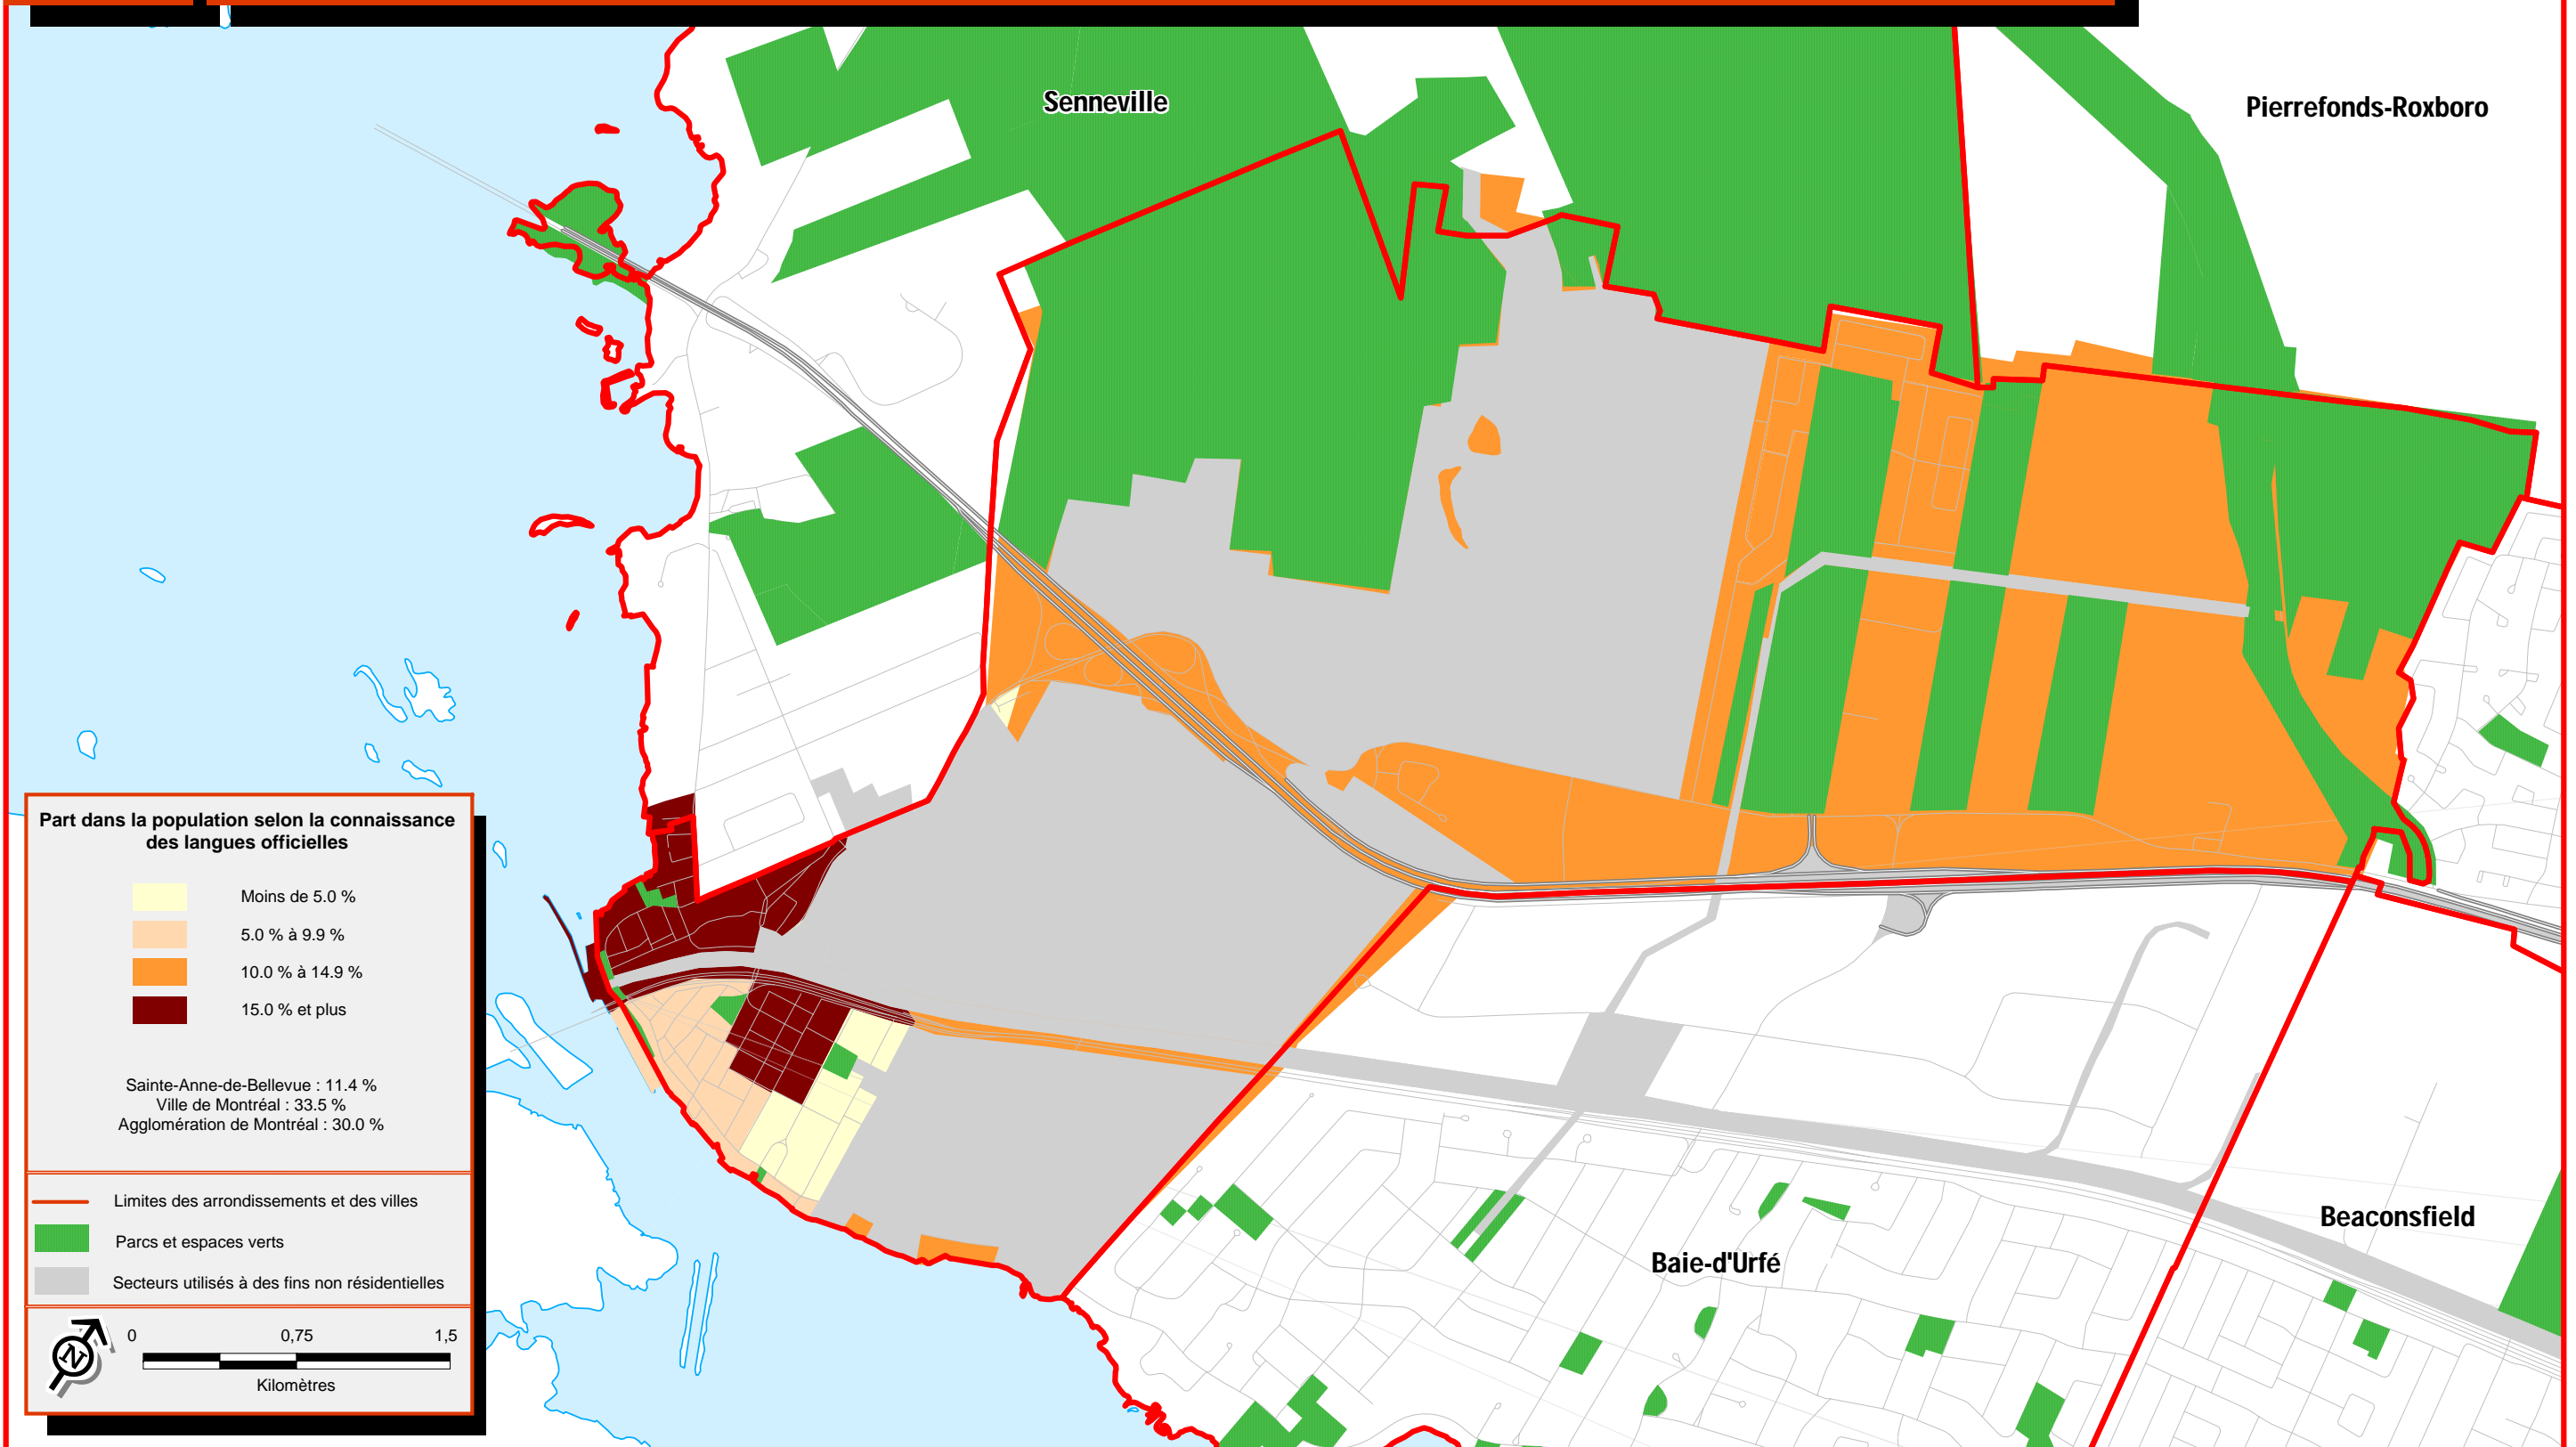 Senneville
Pierrefonds-Roxboro
Part dans la population selon la connaissance
des langues officielles
Moins de 5.0 %
5.0 % à 9.9 %
10.0 % à 14.9 %
15.0 % et plus
Sainte-Anne-de-Bellevue : 11.4 %
Ville de Montréal : 33.5 %
Agglomération de Montréal : 30.0 %
Limites des arrondissements et des villes
Parcs et espaces verts
Secteurs utilisés à des fins non résidentielles
0 0,75 1,5
Kilomètres
N
Beaconsfield
Baie-d'Urfé